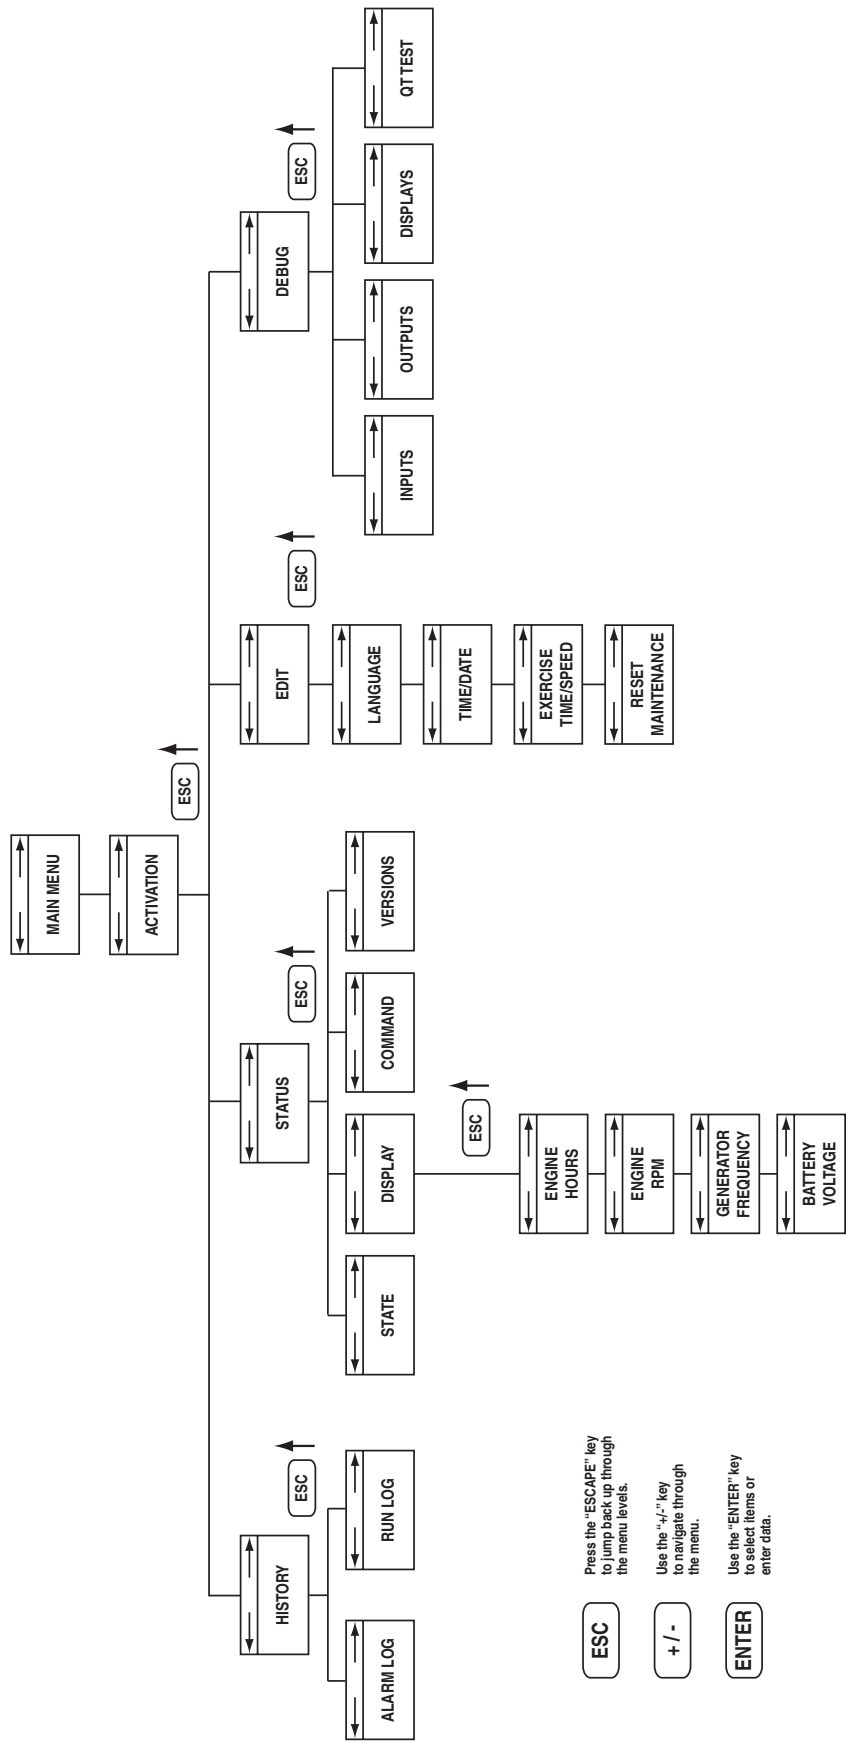 MAIN MENU
ACTIVATION
ESC
HISTORY
ESC
ALARM LOG
RUN LOG
STATUS
ESC
STATE
DISPLAY
COMMAND
VERSIONS
ESC
ENGINE
HOURS
ENGINE
RPM
GENERATOR
FREQUENCY
BATTERY
VOLTAGE
EDIT
ESC
LANGUAGE
TIME/DATE
EXERCISE
TIME/SPEED
RESET
MAINTENANCE
DEBUG
ESC
INPUTS
OUTPUTS
DISPLAYS
QT TEST
ESC
Press the “ESCAPE” key
to jump back up through
the menu levels.
+ / -
Use the “+/-” key
to navigate through
the menu.
ENTER
Use the “ENTER” key
to select items or
enter data.